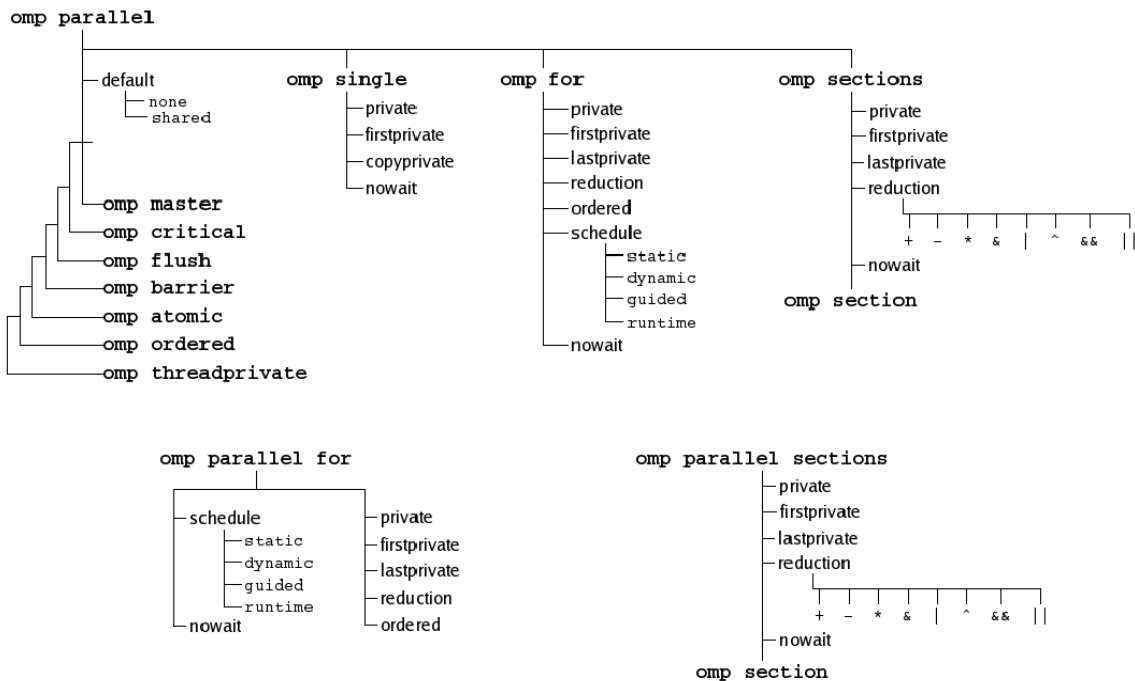 omp parallel
default
none
shared
omp master
omp critical
omp flush
omp barrier
omp atomic
omp ordered
omp threadprivate
omp single
private
firstprivate
copyprivate
nowait
omp for
private
firstprivate
lastprivate
reduction
ordered
schedule
static
dynamic
guided
runtime
nowait
omp sections
private
firstprivate
lastprivate
reduction
+ – * & | ^ && ||
nowait
omp section
omp parallel for
schedule
static
dynamic
guided
runtime
nowait
private
firstprivate
lastprivate
reduction
ordered
omp parallel sections
private
firstprivate
lastprivate
reduction
+ – * & | ^ && ||
nowait
omp section